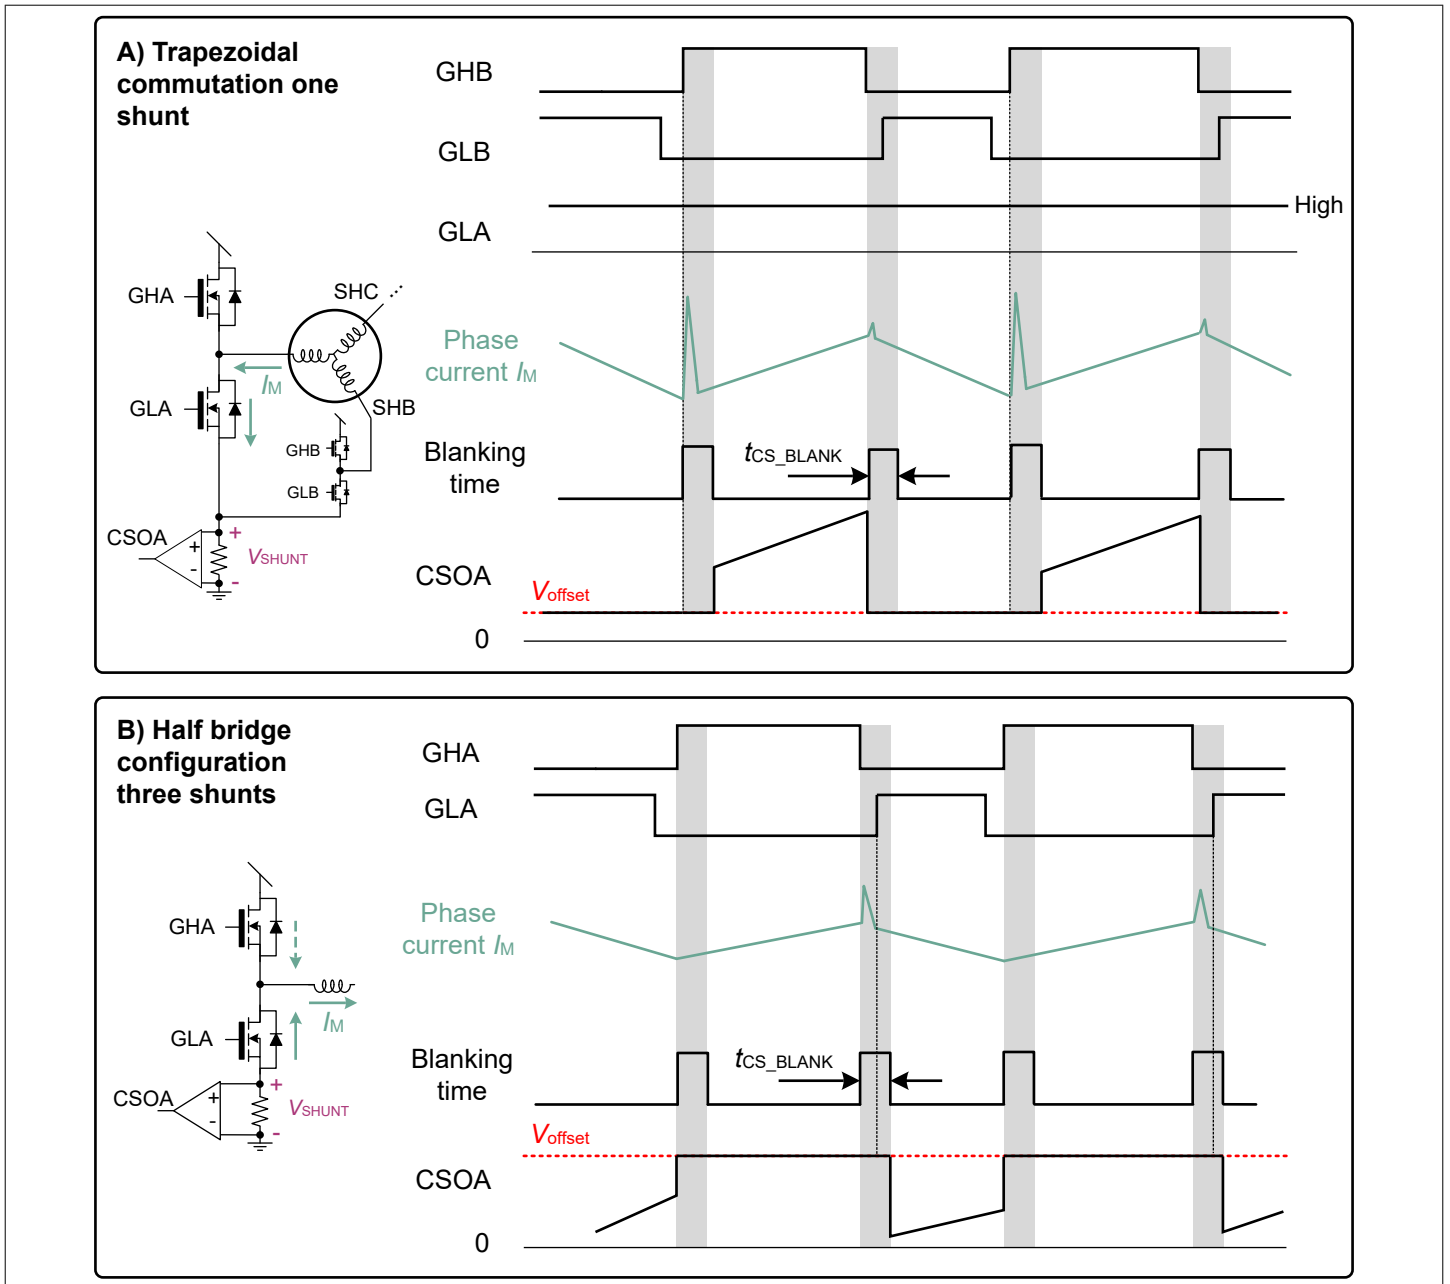 A) Trapezoidal
commutation one
shunt
GHB
GLB
GLA
High
GHA
SHC
...
IM
GLA
SHB
GHB
GLB
CSOA
+
-
+
VSHUNT
-
Phase
current IM
Blanking
time
tCS_BLANK
CSOA
Voffset
0
B) Half bridge
configuration
three shunts
GHA
GLA
GHA
IM
GLA
CSOA
+
-
+
VSHUNT
-
Phase
current IM
Blanking
time
tCS_BLANK
Voffset
CSOA
0